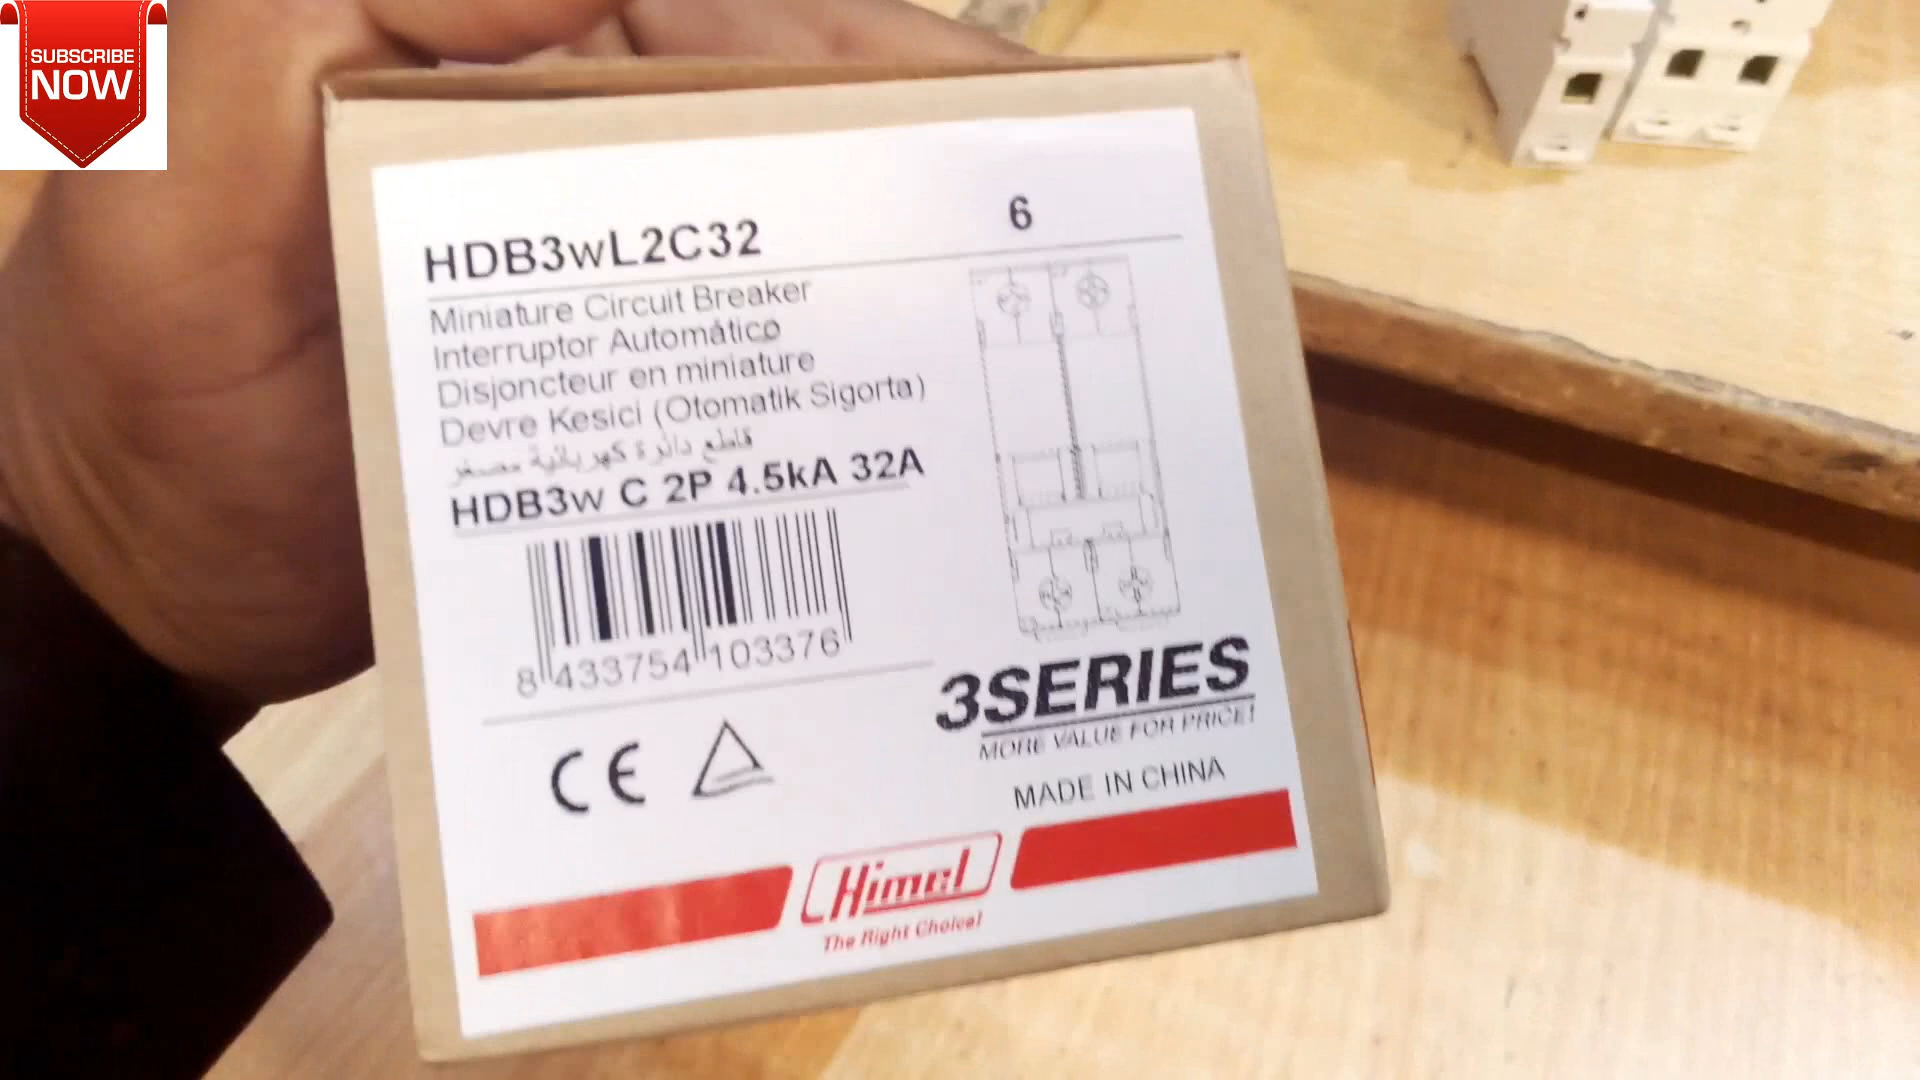 SUBSCRIBE
NOW
HDB3wL2C32
6
Miniature Circuit Breaker
Interruptor Automático
Disjoncteur en miniature
Devre Kesici (Otomatik Sigorta)
قاطع دائرة كهربائية مصغر
HDB3w C 2P 4.5kA 32A
8 433754 103376
3SERIES
MORE VALUE FOR PRICE!
CE
MADE IN CHINA
Himel
The Right Choice!